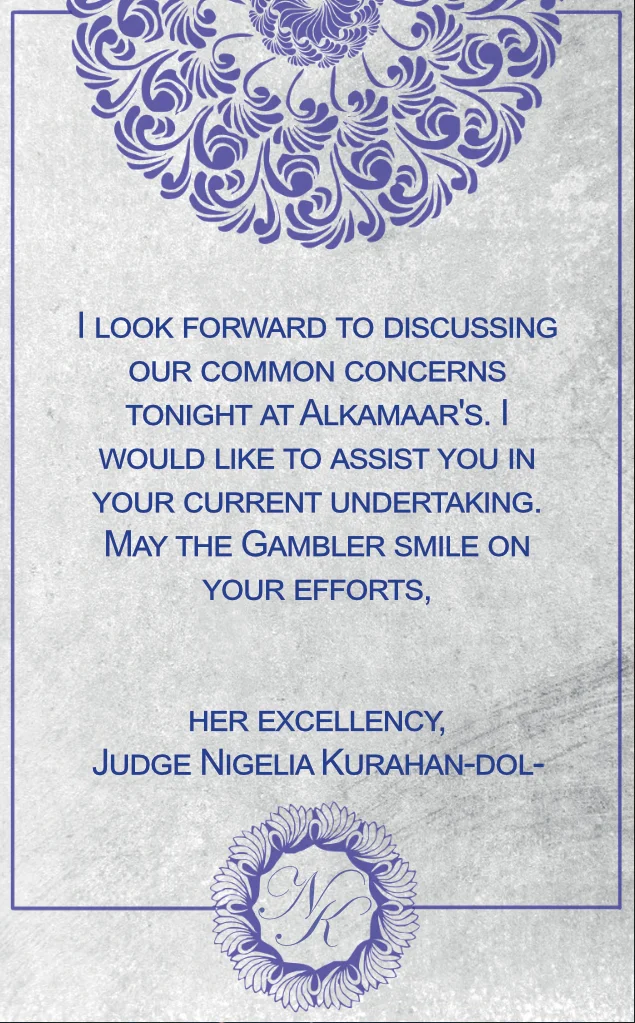 I LOOK FORWARD TO DISCUSSING
OUR COMMON CONCERNS
TONIGHT AT ALKAMAAR'S. I
WOULD LIKE TO ASSIST YOU IN
YOUR CURRENT UNDERTAKING.
MAY THE GAMBLER SMILE ON
YOUR EFFORTS,
HER EXCELLENCY,
JUDGE NIGELIA KURAHAN-DOL-
NK